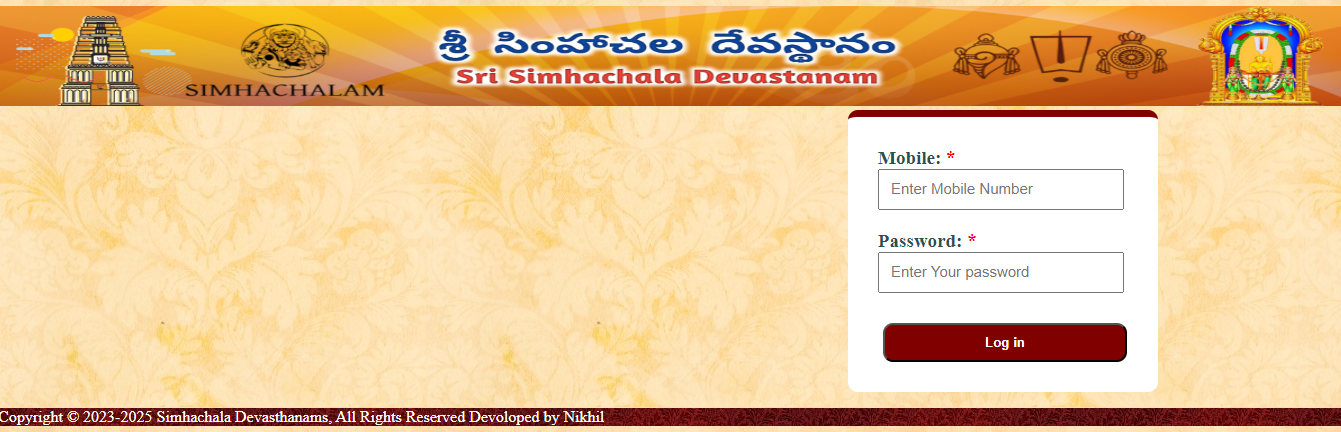 శ్రీ సింహాచల దేవస్థానం
Sri Simhachala Devastanam
SIMHACHALAM
Mobile: *
Enter Mobile Number
Password: *
Enter Your password
Log in
Copyright © 2023-2025 Simhachala Devasthanams, All Rights Reserved Devoloped by Nikhil